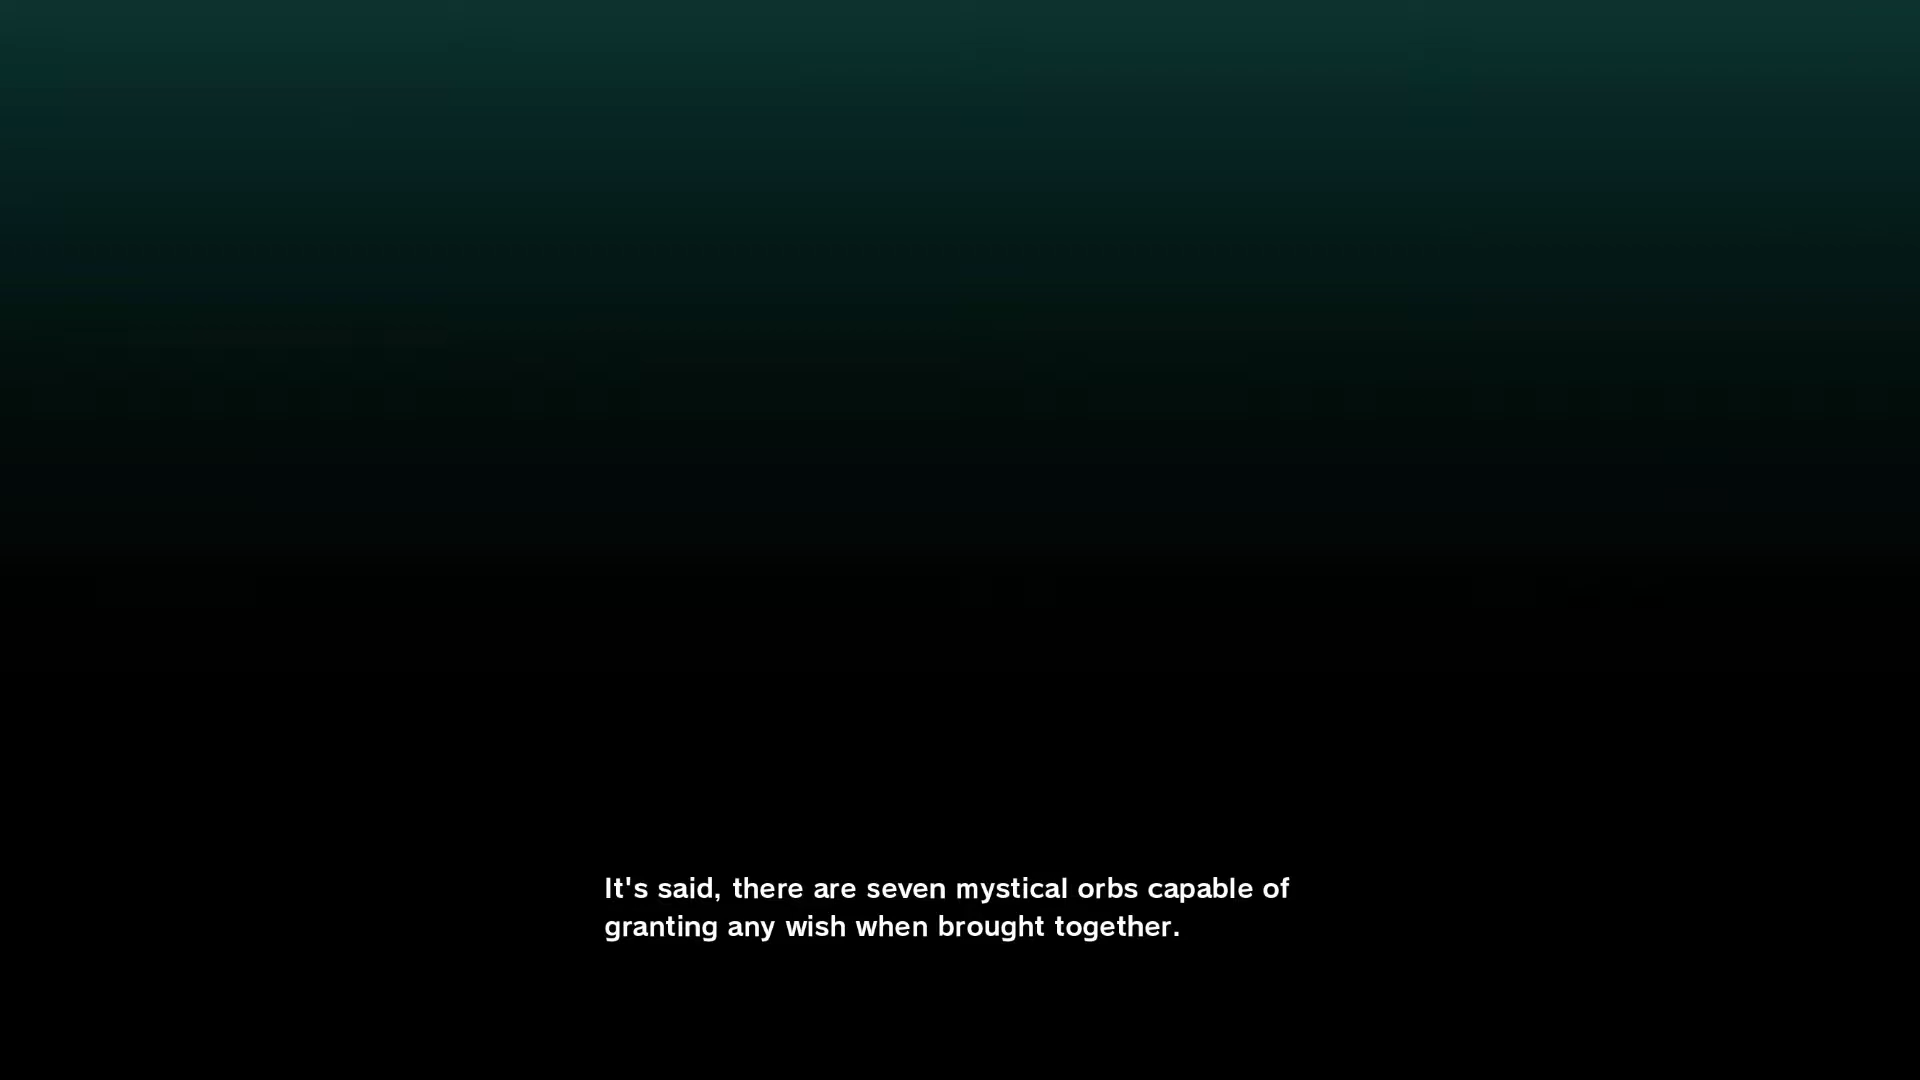 It's said, there are seven mystical orbs capable of
granting any wish when brought together.